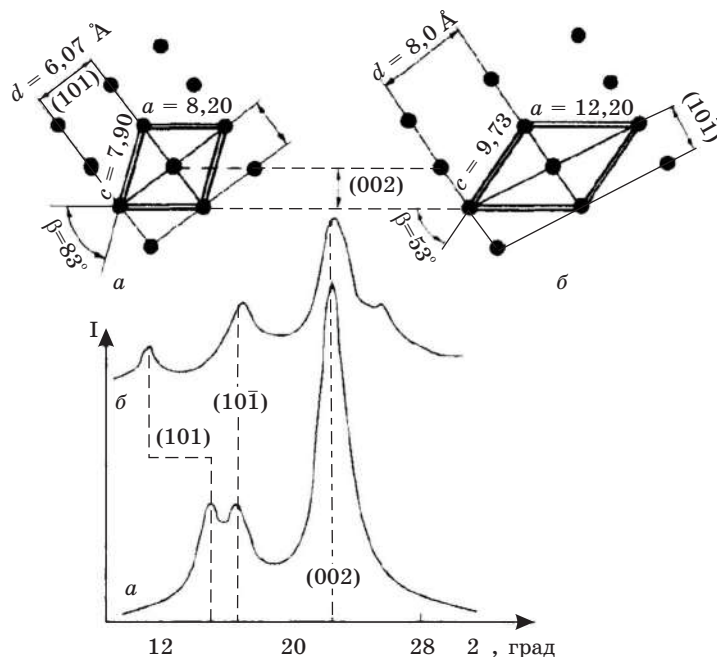 d = 6,07 Å
(101)
a = 8,20
c = 7,90
β=83°
а
(002)
d = 8,0 Å
a = 12,20
(101)
c = 9,73
β=53°
б
I
б
(101)
(101̄)
а
(002)
12 20 28 2 , град